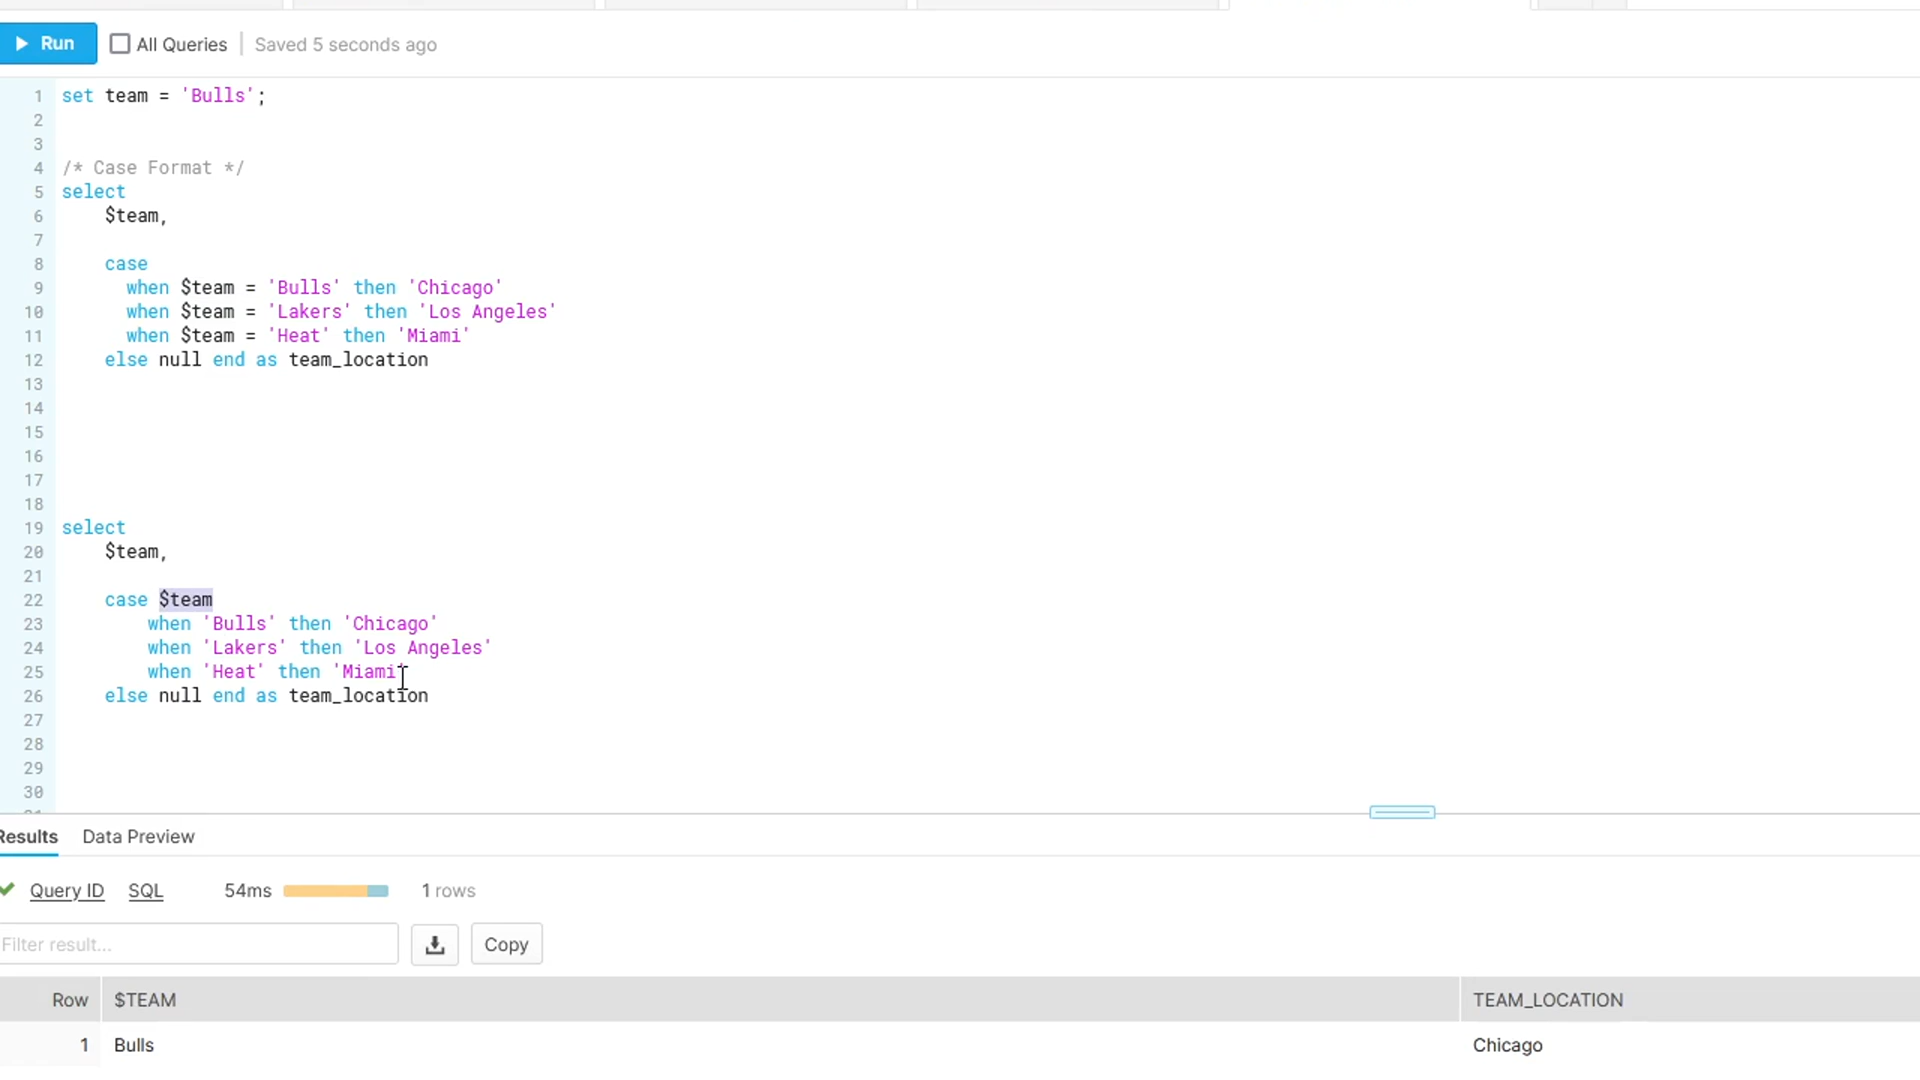 Run All Queries Saved 5 seconds ago
1 set team = 'Bulls';
2
3
4 /* Case Format */
5 select
6 $team,
7
8 case
9 when $team = 'Bulls' then 'Chicago'
10 when $team = 'Lakers' then 'Los Angeles'
11 when $team = 'Heat' then 'Miami'
12 else null end as team_location
13
14
15
16
17
18
19 select
20 $team,
21
22 case $team
23 when 'Bulls' then 'Chicago'
24 when 'Lakers' then 'Los Angeles'
25 when 'Heat' then 'Miami'
26 else null end as team_location
27
28
29
30
Results Data Preview
Query ID SQL 54ms 1 rows
Filter result... Copy
Row $TEAM TEAM_LOCATION
1 Bulls Chicago